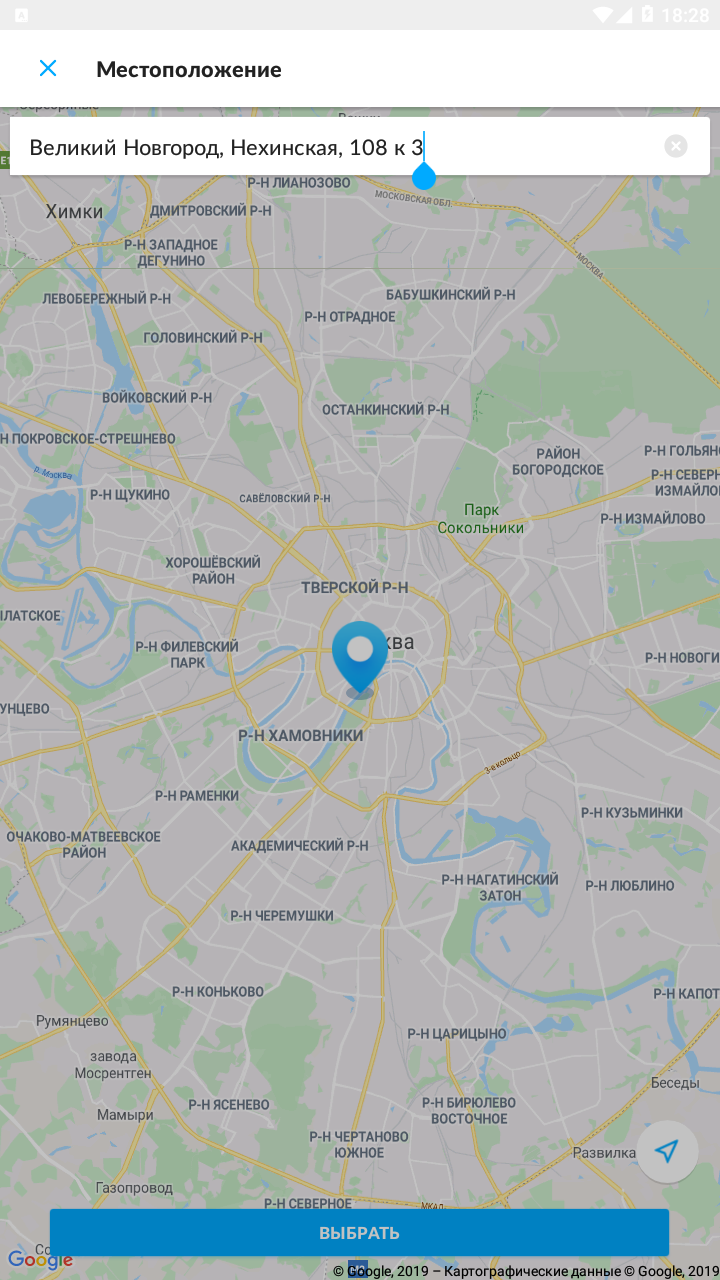 18:28
Местоположение
Великий Новгород, Нехинская, 108 к 3
Р-Н ЛИАНОЗОВО
МОСКОВСКАЯ ОБЛ.
Химки
ДМИТРОВСКИЙ Р-Н
Р-Н ЗАПАДНОЕ
ДЕГУНИНО
МОСКВА
ЛЕВОБЕРЕЖНЫЙ Р-Н
БАБУШКИНСКИЙ Р-Н
Р-Н ОТРАДНОЕ
ГОЛОВИНСКИЙ Р-Н
ВОЙКОВСКИЙ Р-Н
ОСТАНКИНСКИЙ Р-Н
Н ПОКРОВСКОЕ-СТРЕШНЕВО
РАЙОН
БОГОРОДСКОЕ
Р-Н ГОЛЬЯН
р. Москва
Р-Н СЕВЕРН
ИЗМАЙЛО
Р-Н ЩУКИНО
САВЁЛОВСКИЙ Р-Н
Парк
Сокольники
Р-Н ИЗМАЙЛОВО
ХОРОШЁВСКИЙ
РАЙОН
ТВЕРСКОЙ Р-Н
ЛАТСКОЕ
Р-Н ФИЛЕВСКИЙ
ПАРК
ква
Р-Н НОВОГИ
УНЦЕВО
Р-Н ХАМОВНИКИ
3-е кольцо
Р-Н РАМЕНКИ
Р-Н КУЗЬМИНКИ
ОЧАКОВО-МАТВЕЕВСКОЕ
РАЙОН
АКАДЕМИЧЕСКИЙ Р-Н
Р-Н НАГАТИНСКИЙ
ЗАТОН
Р-Н ЛЮБЛИНО
Р-Н ЧЕРЕМУШКИ
Р-Н КОНЬКОВО
Р-Н КАПОТ
Румянцево
Р-Н ЦАРИЦЫНО
завода
Мосрентген
Беседы
Мамыри
Р-Н ЯСЕНЕВО
Р-Н БИРЮЛЕВО
ВОСТОЧНОЕ
Р-Н ЧЕРТАНОВО
ЮЖНОЕ
Развилка
Газопровод
Р-Н СЕВЕРНОЕ
МКАД
ВЫБРАТЬ
Google
© Google, 2019 – Картографические данные © Google, 2019